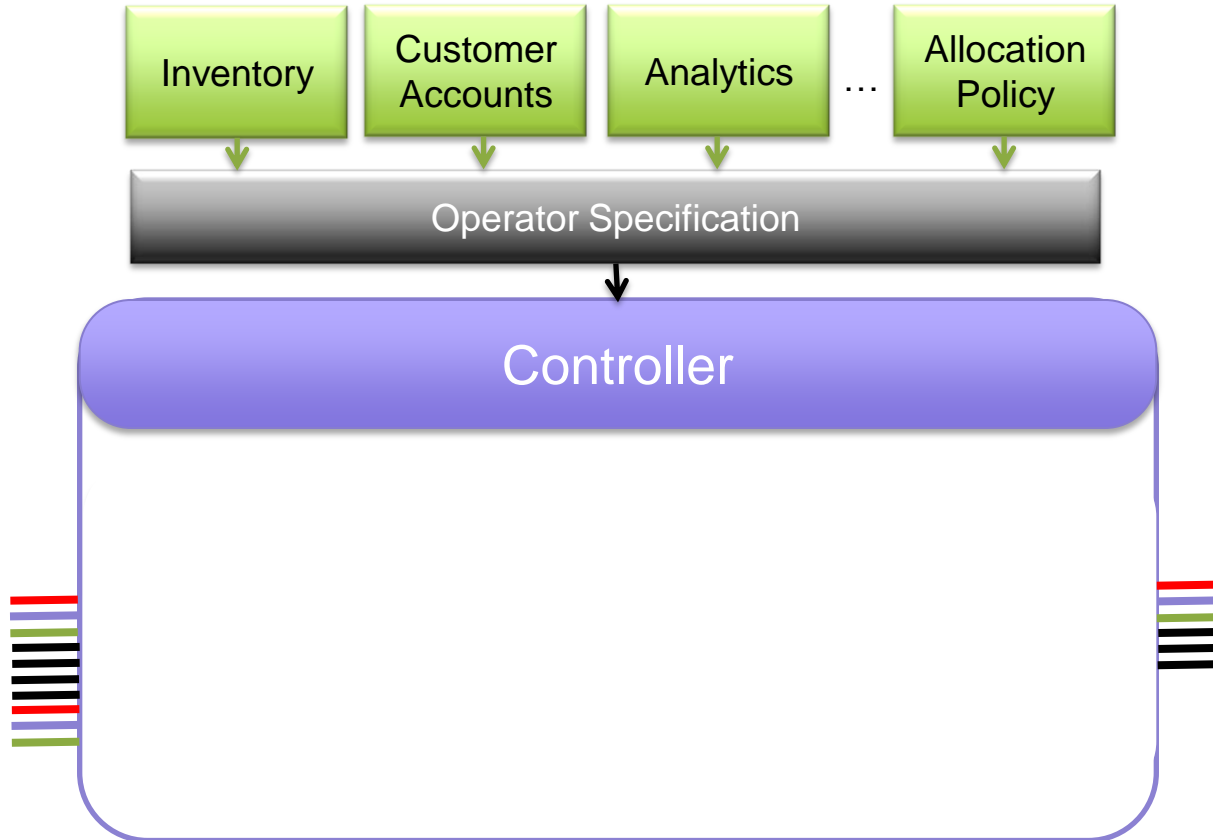 Inventory
Customer
Accounts
Analytics
…
Allocation
Policy
Operator Specification
Controller